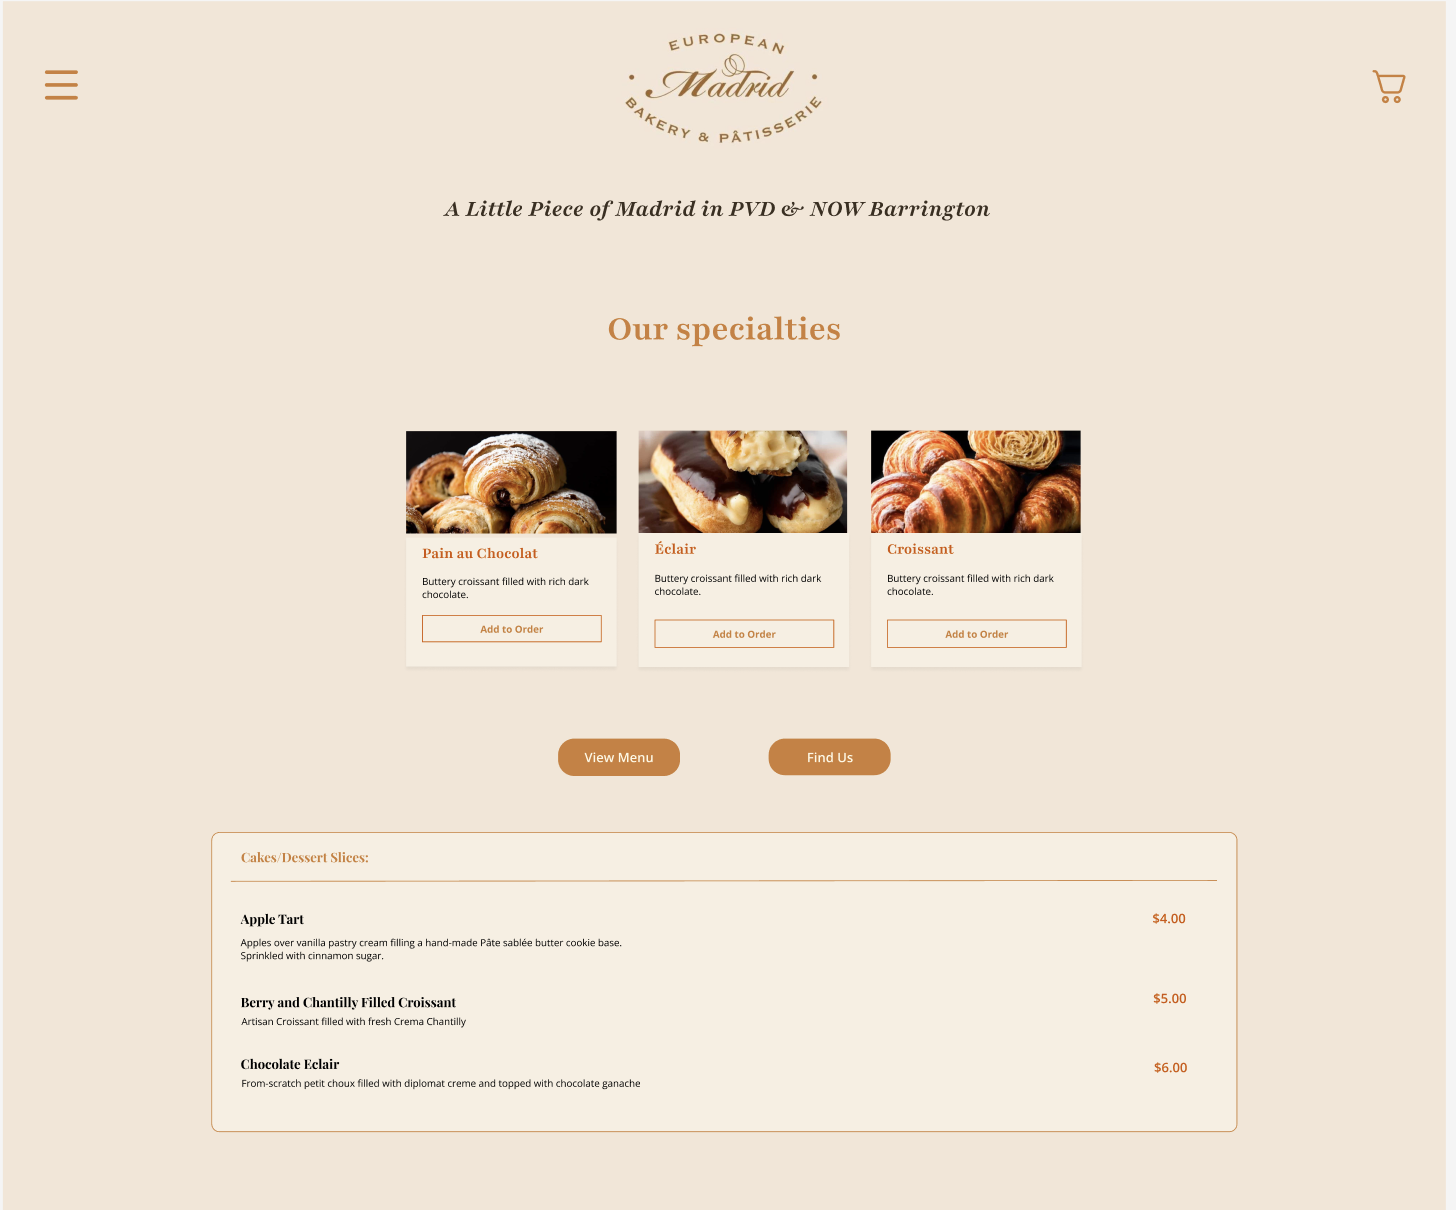 EUROPEAN
Madrid
BAKERY & PÂTISSERIE
A Little Piece of Madrid in PVD & NOW Barrington
Our specialties
Pain au Chocolat
Buttery croissant filled with rich dark
chocolate.
Add to Order
Éclair
Buttery croissant filled with rich dark
chocolate.
Add to Order
Croissant
Buttery croissant filled with rich dark
chocolate.
Add to Order
View Menu
Find Us
Cakes/Dessert Slices:
Apple Tart
$4.00
Apples over vanilla pastry cream filling a hand-made Pâte sablée butter cookie base.
Sprinkled with cinnamon sugar.
Berry and Chantilly Filled Croissant
$5.00
Artisan Croissant filled with fresh Crema Chantilly
Chocolate Eclair
$6.00
From-scratch petit choux filled with diplomat creme and topped with chocolate ganache